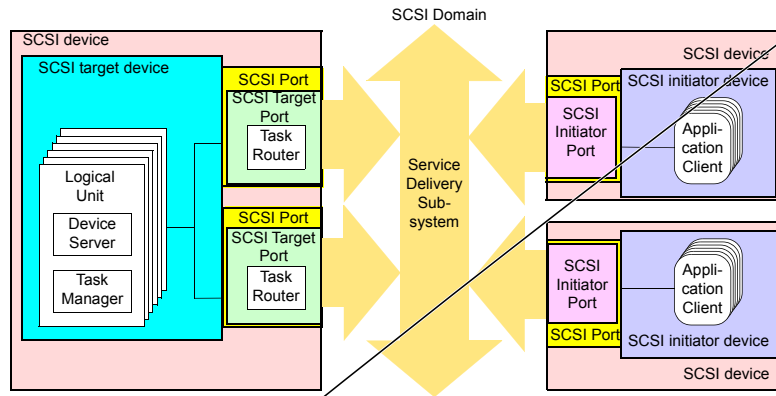 SCSI Domain
SCSI device
SCSI target device
Logical
Unit
Device
Server
Task
Manager
SCSI Port
SCSI Target
Port
Task
Router
SCSI Port
SCSI Target
Port
Task
Router
Service
Delivery
Sub-
system
SCSI device
SCSI initiator device
SCSI Port
SCSI
Initiator
Port
Appli-
cation
Client
SCSI
Initiator
Port
SCSI Port
Appli-
cation
Client
SCSI initiator device
SCSI device